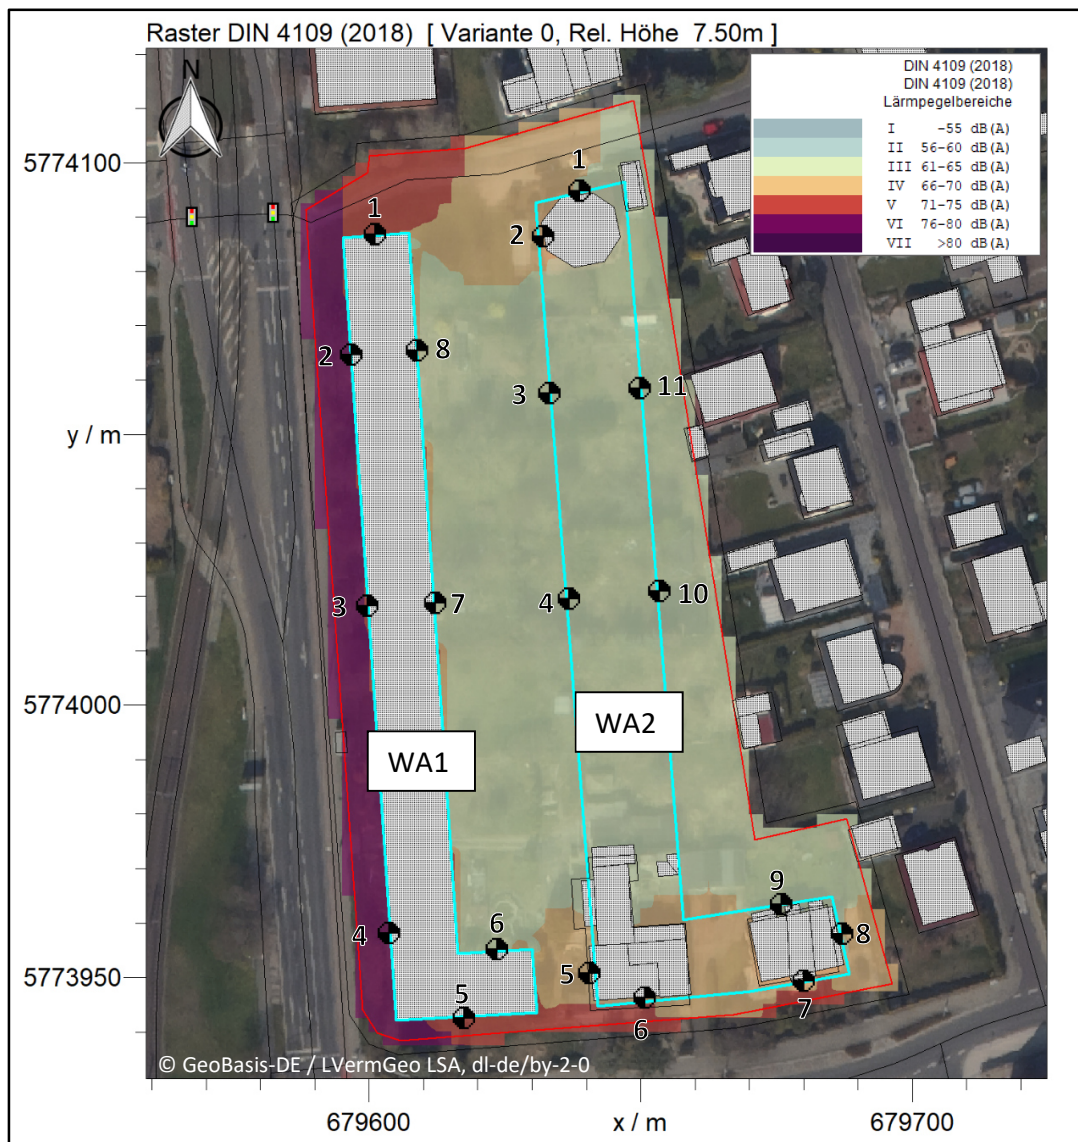 Raster DIN 4109 (2018) [ Variante 0, Rel. Höhe 7.50m ]
N
DIN 4109 (2018)
DIN 4109 (2018)
Lärmpegelbereiche
I -55 dB(A)
II 56-60 dB(A)
III 61-65 dB(A)
IV 66-70 dB(A)
V 71-75 dB(A)
VI 76-80 dB(A)
VII >80 dB(A)
5774100
1
1
2
2
8
3
11
y / m
3
7
4
10
5774000
WA1
WA2
9
4
6
8
5773950
5
7
5
6
© GeoBasis-DE / LVermGeo LSA, dl-de/by-2-0
679600
x / m
679700